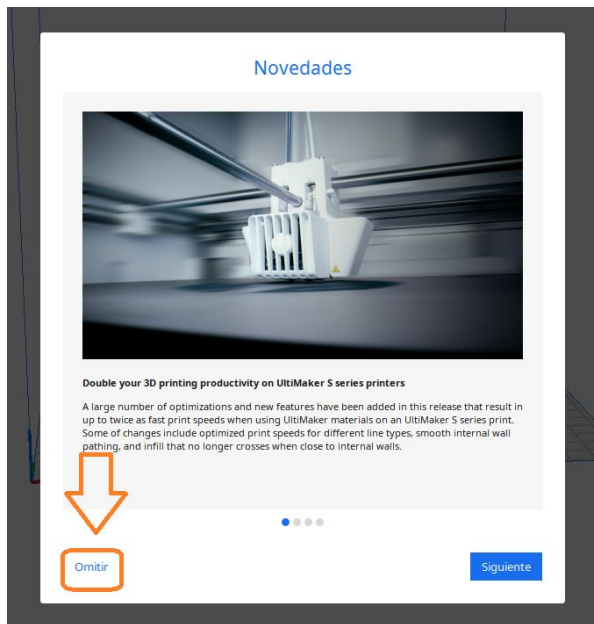 Novedades
Double your 3D printing productivity on UltiMaker S series printers
A large number of optimizations and new features have been added in this release that result in
up to twice as fast print speeds when using UltiMaker materials on an UltiMaker S series print.
Some of changes include optimized print speeds for different line types, smooth internal wall
pathing, and infill that no longer crosses when close to internal walls.
Omitir
Siguiente